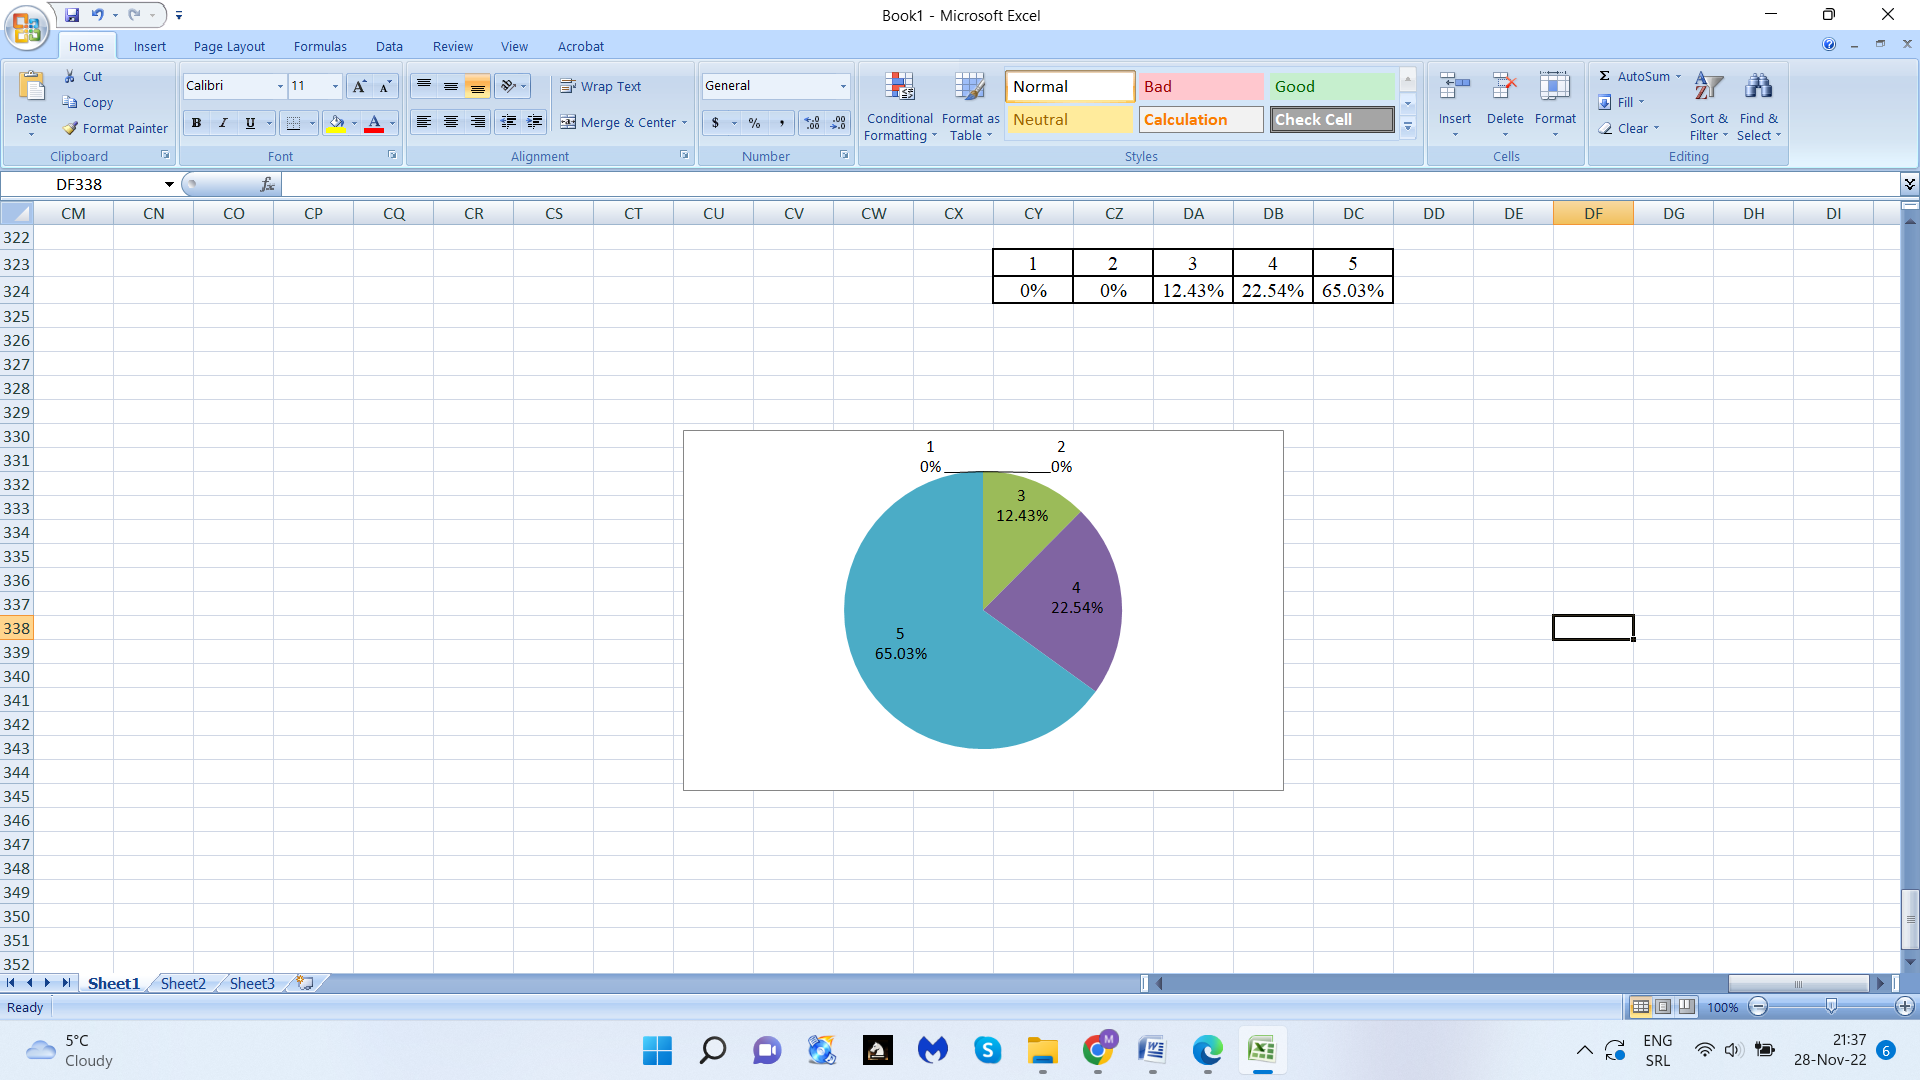 Book1 - Microsoft Excel
Home Insert Page Layout Formulas Data Review View Acrobat
Paste
Cut
Copy
Format Painter
Clipboard
Calibri 11
B I U
Font
Wrap Text
Merge & Center
Alignment
General
$ % ,
Number
Conditional Formatting
Format as Table
Normal Bad Good
Neutral Calculation Check Cell
Styles
Insert Delete Format
Cells
AutoSum
Fill
Clear
Sort & Filter
Find & Select
Editing
DF338 fx
CM CN CO CP CQ CR CS CT CU CV CW CX CY CZ DA DB DC DD DE DF DG DH DI
322
323 1 2 3 4 5
324 0% 0% 12.43% 22.54% 65.03%
325
326
327
328
329
330
331
332
333
334
335
336
337
338
339
340
341
342
343
344
345
346
347
348
349
350
351
352
1
0%
2
0%
3
12.43%
4
22.54%
5
65.03%
Sheet1 Sheet2 Sheet3
Ready 100%
5°C
Cloudy
ENG
SRL
21:37
28-Nov-22
6